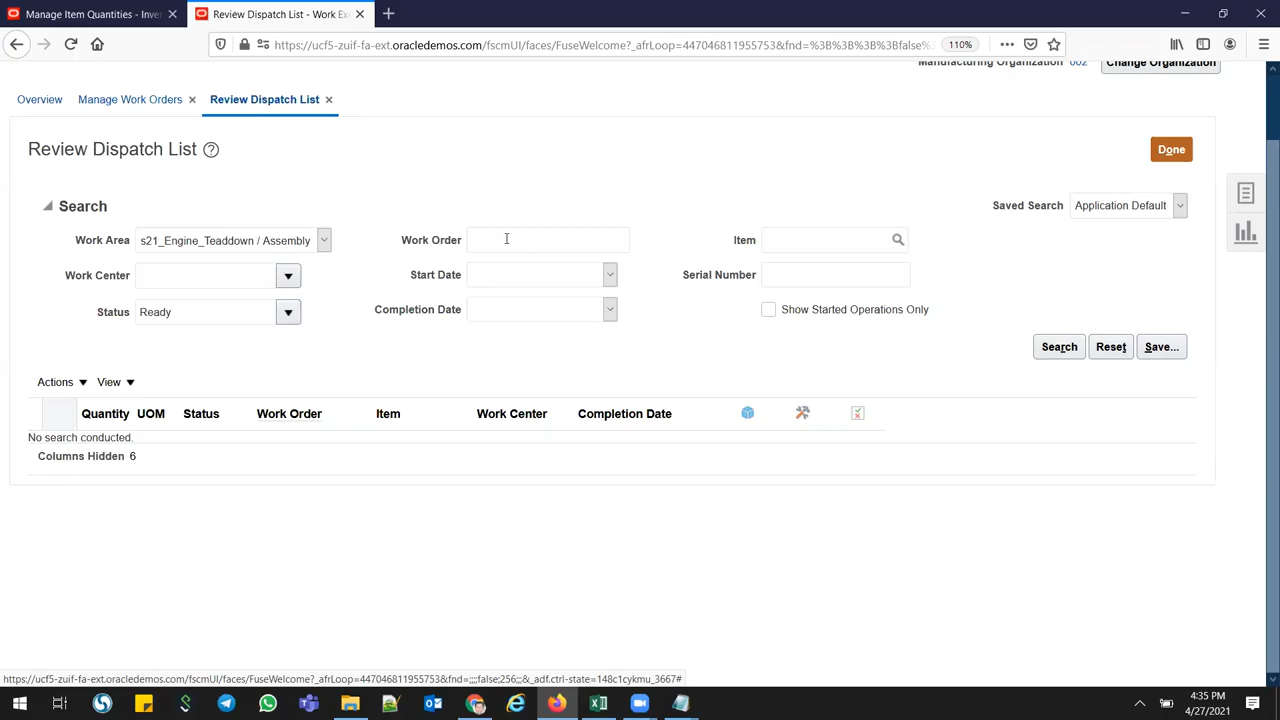 Manage Item Quantities - Inve
Review Dispatch List - Work Ex
https://ucf5-zuif-fa-ext.oracledemos.com/fscmUI/faces/FuseWelcome?_afrLoop=447046811955753&fnd=%3B%3B%3B%3Bfalse%
110%
Manufacturing Organization 002 Change Organization
Overview Manage Work Orders Review Dispatch List
Review Dispatch List
Done
Search
Saved Search Application Default
Work Area s21_Engine_Teaddown / Assembly Work Order Item
Work Center Start Date Serial Number
Status Ready Completion Date Show Started Operations Only
Search Reset Save...
Actions View
Quantity UOM Status Work Order Item Work Center Completion Date
No search conducted.
Columns Hidden 6
https://ucf5-zuif-fa-ext.oracledemos.com/fscmUI/faces/FuseWelcome?_afrLoop=447046811955753&fnd=;;;;false;256;;;&_adf.ctrl-state=148c1cykmu_3667#
4:35 PM
4/27/2021